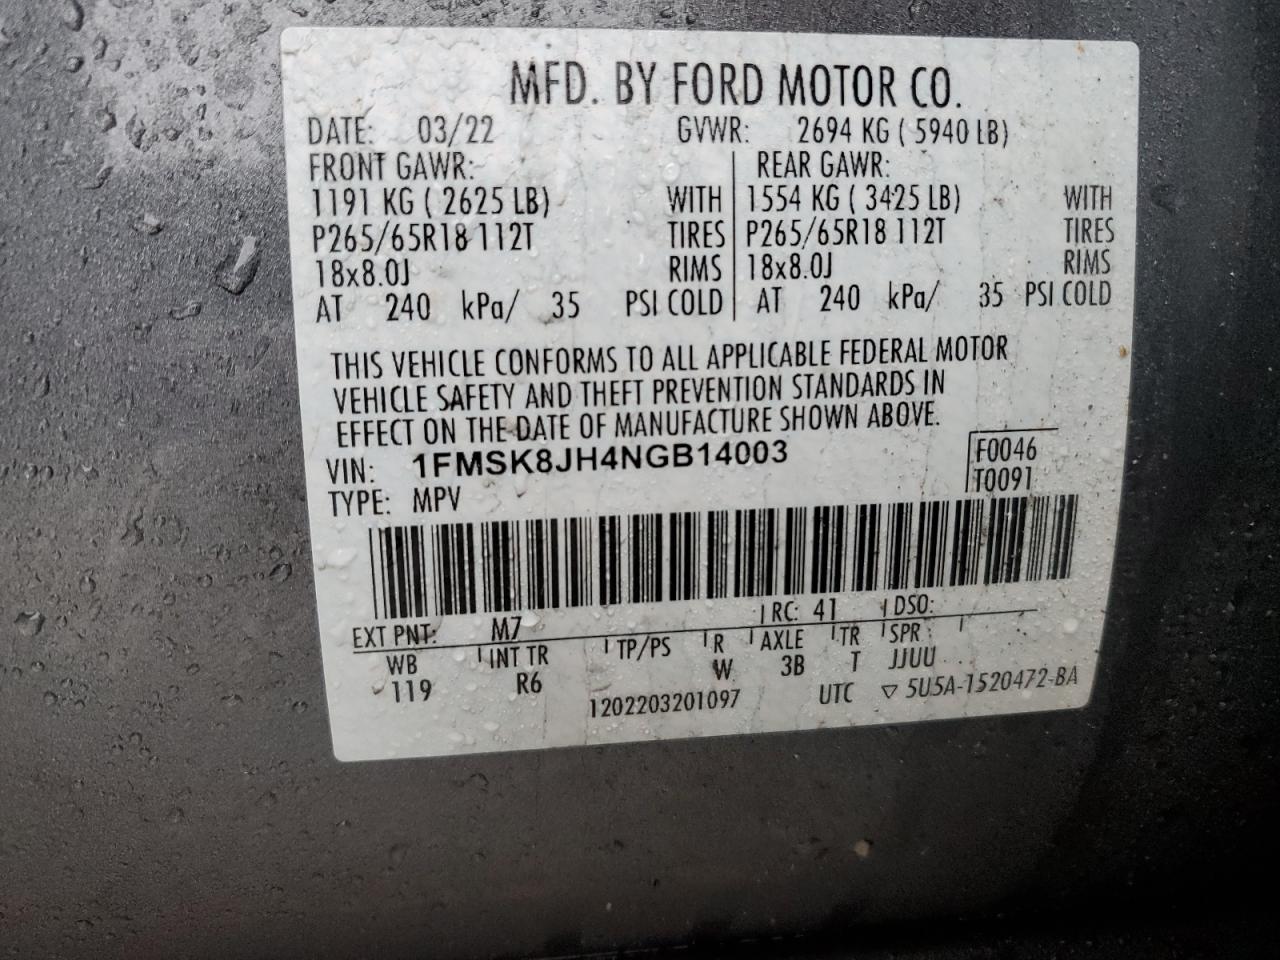 MFD. BY FORD MOTOR CO.
DATE: 03/22 GVWR: 2694 KG ( 5940 LB)
FRONT GAWR: REAR GAWR:
1191 KG ( 2625 LB) WITH 1554 KG ( 3425 LB) WITH
P265/65R18 112T TIRES P265/65R18 112T TIRES
18x8.0J RIMS 18x8.0J RIMS
AT 240 kPa/ 35 PSI COLD AT 240 kPa/ 35 PSI COLD
THIS VEHICLE CONFORMS TO ALL APPLICABLE FEDERAL MOTOR
VEHICLE SAFETY AND THEFT PREVENTION STANDARDS IN
EFFECT ON THE DATE OF MANUFACTURE SHOWN ABOVE.
VIN: 1FMSK8JH4NGB14003 F0046
TYPE: MPV T0091
EXT PNT: M7 RC: 41 DSO:
WB INT TR TP/PS R AXLE TR SPR
119 R6 W 3B T JJUU
1202203201097 UTC ▽ 5U5A-1520472-BA